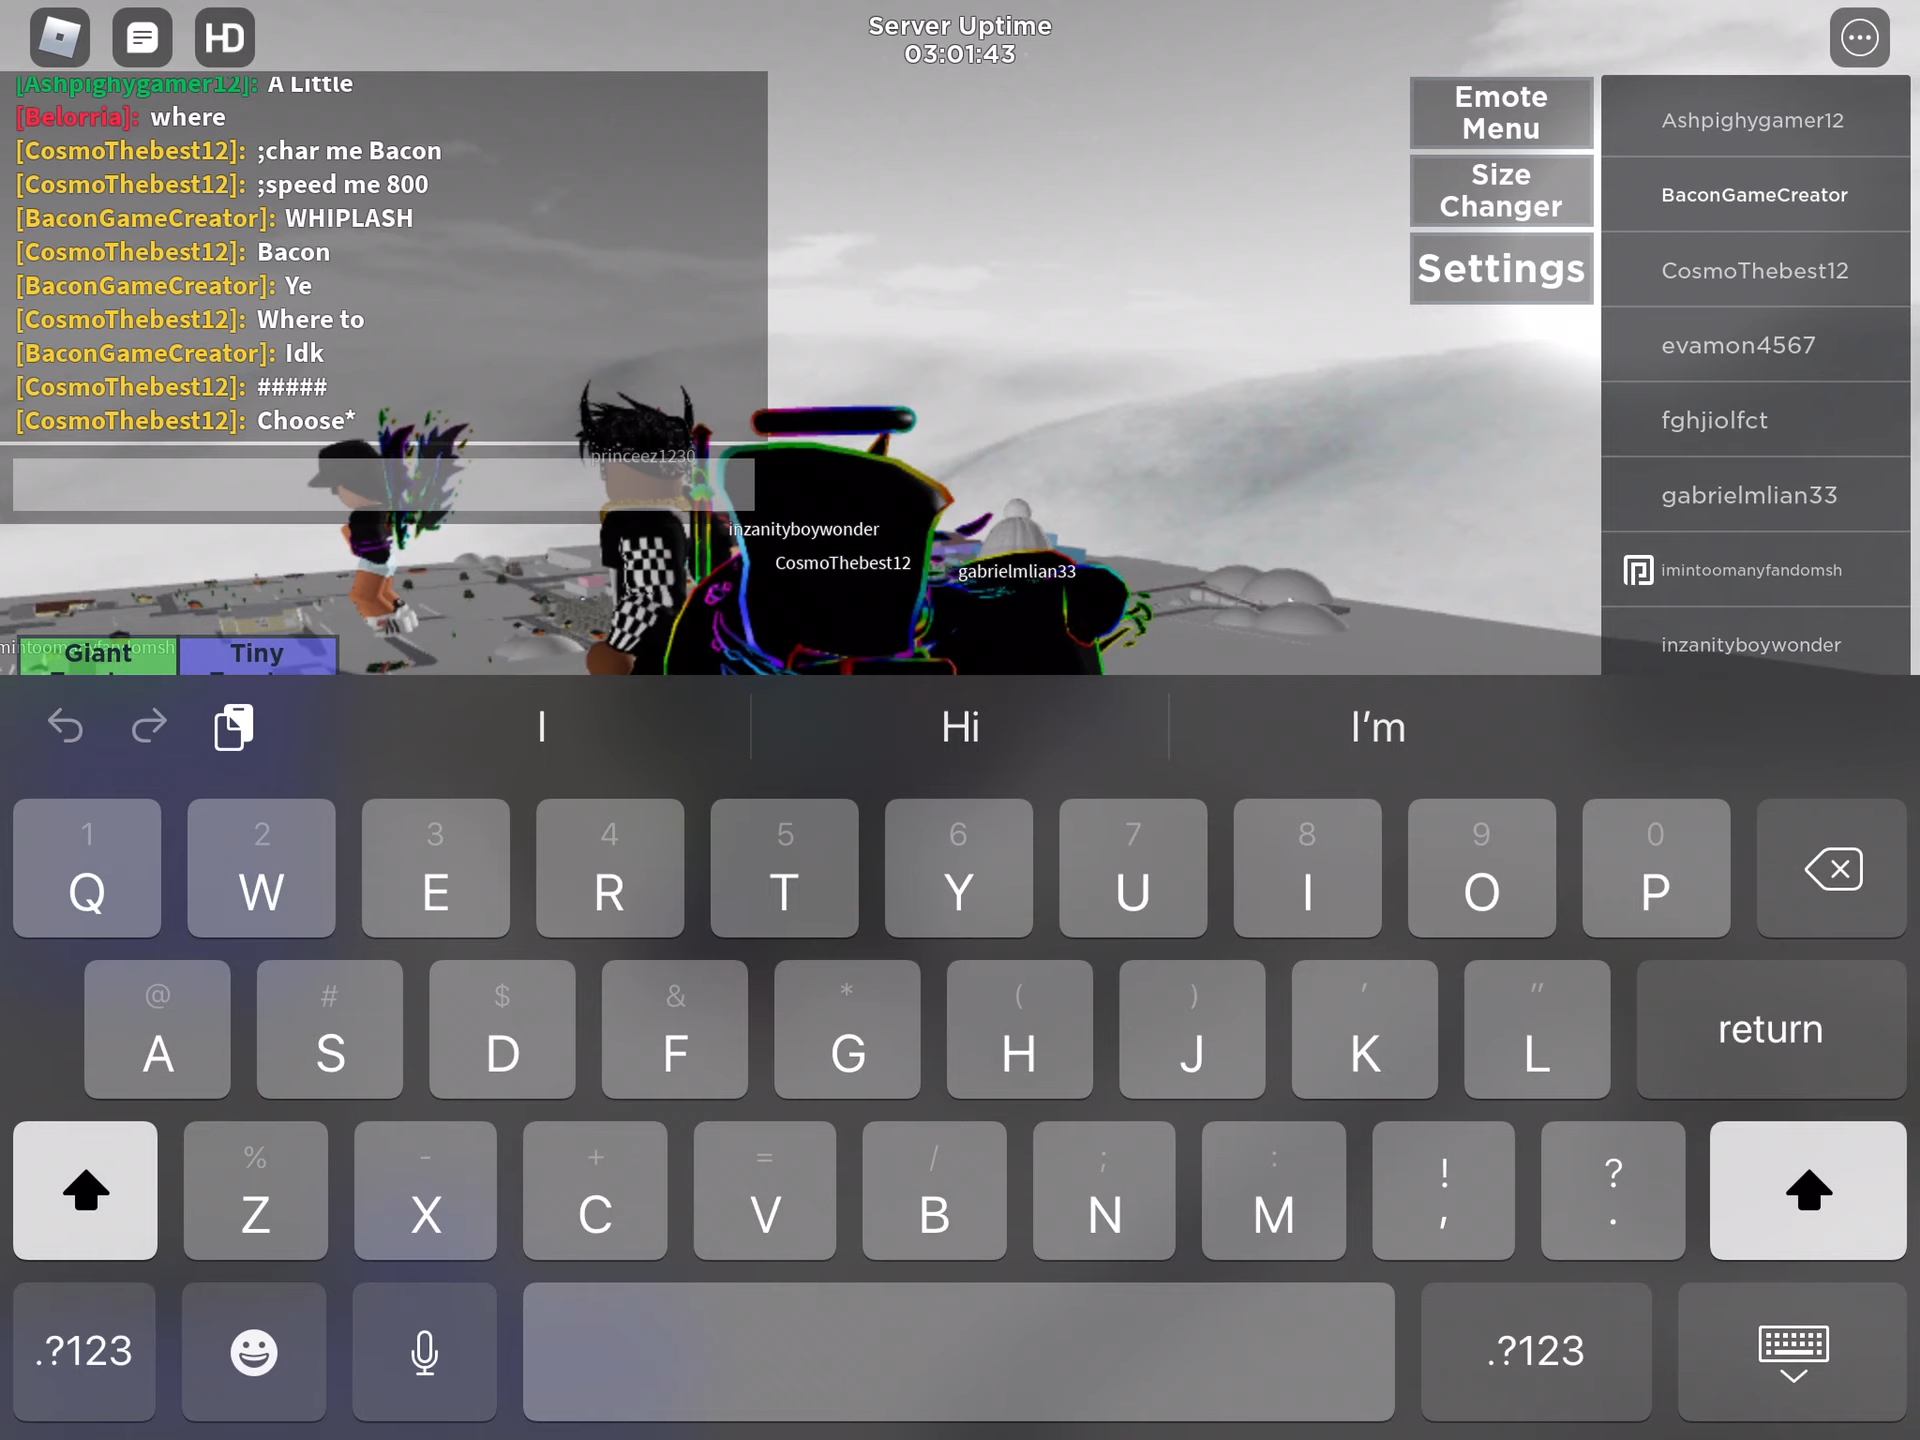 HD
Server Uptime
03:01:43
[Ashpighygamer12]: A Little
[Belorria]: where
[CosmoThebest12]: ;char me Bacon
[CosmoThebest12]: ;speed me 800
[BaconGameCreator]: WHIPLASH
[CosmoThebest12]: Bacon
[BaconGameCreator]: Ye
[CosmoThebest12]: Where to
[BaconGameCreator]: Idk
[CosmoThebest12]: #####
[CosmoThebest12]: Choose*
Emote
Menu
Size
Changer
Settings
Ashpighygamer12
BaconGameCreator
CosmoThebest12
evamon4567
fghjiolfct
gabrielmlian33
imintoomanyfandomsh
inzanityboywonder
princeez1230
inzanityboywonder
CosmoThebest12
gabrielmlian33
Giant
Tiny
I
Hi
I'm
1 2 3 4 5 6 7 8 9 0
Q W E R T Y U I O P
@ # $ & * ( ) ' "
A S D F G H J K L
return
% - + = / ; : ! ?
Z X C V B N M , .
.?123
.?123